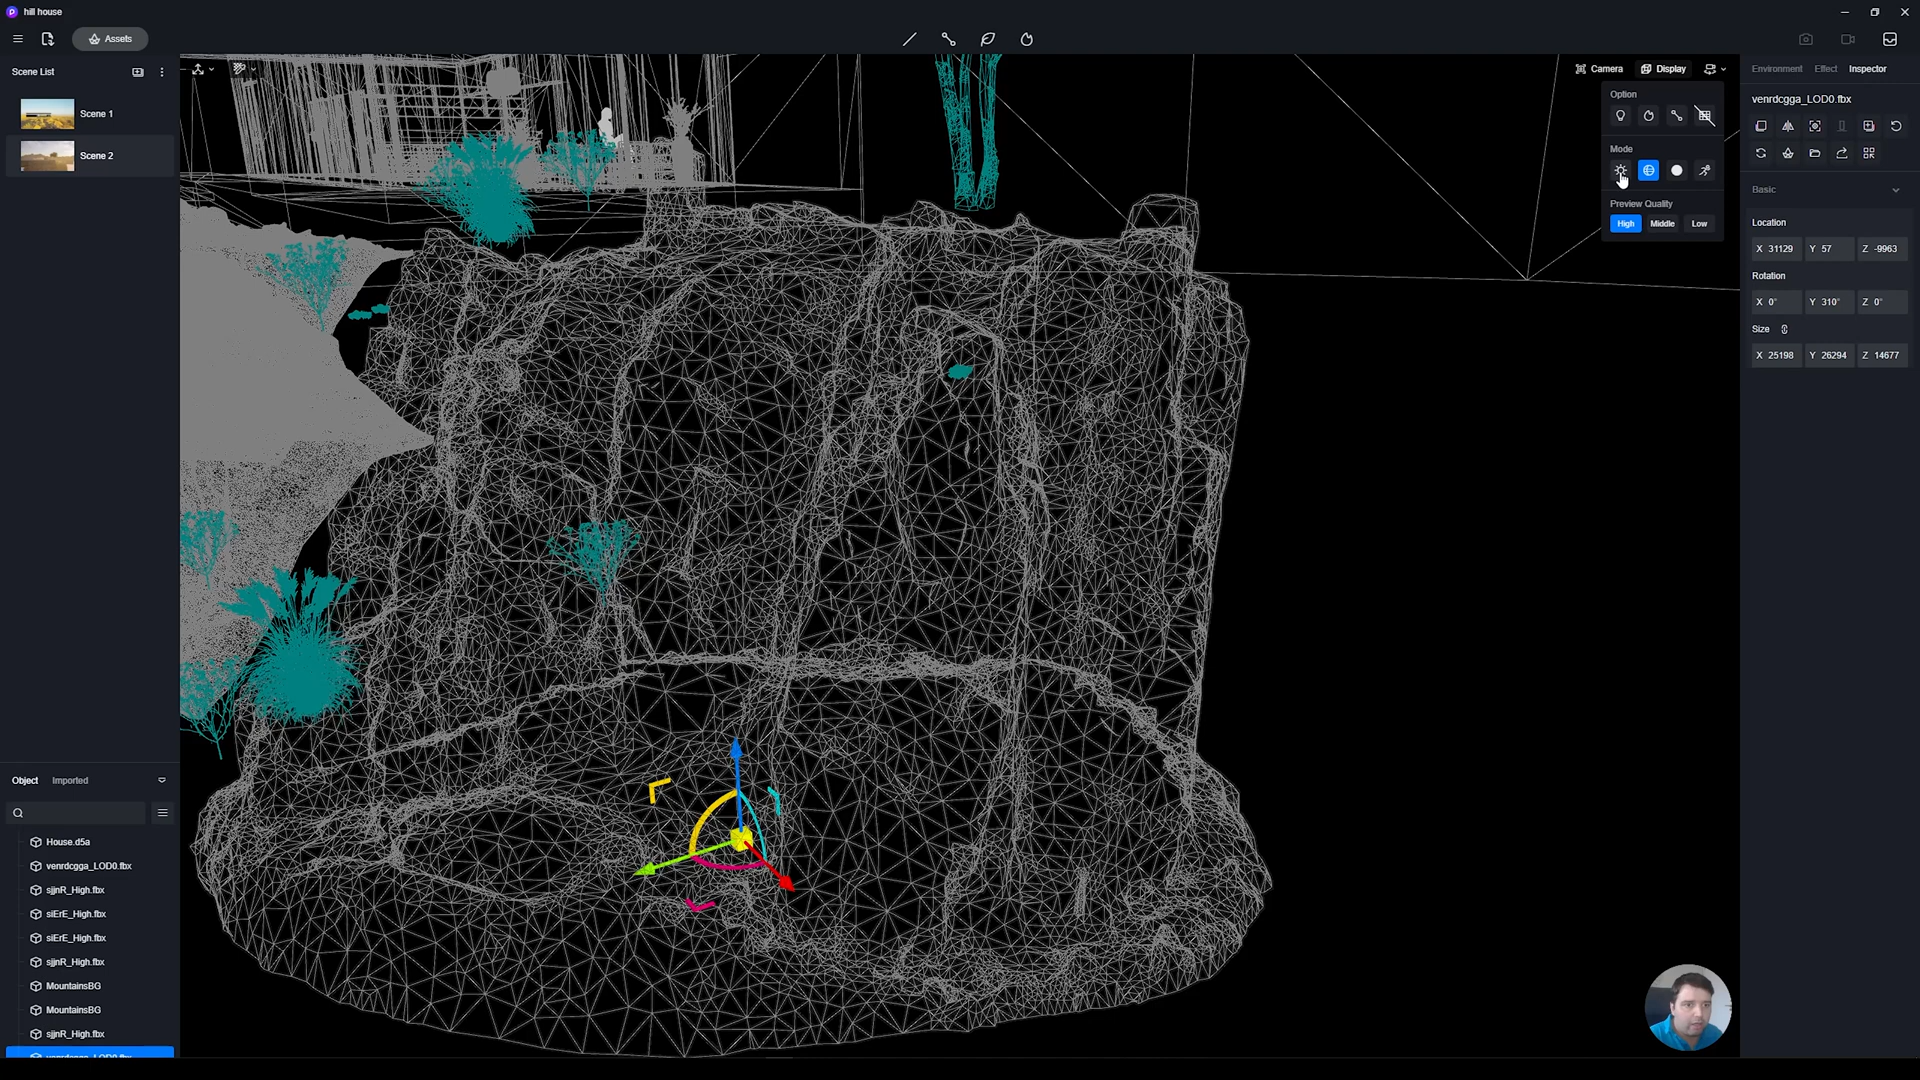 hill house
Assets
Scene List
Scene 1
Scene 2
Camera
Display
Option
Mode
Preview Quality
High
Middle
Low
Environment
Effect
Inspector
venrdcgga_LOD0.fbx
Basic
Location
X 31129 Y 57 Z -9963
Rotation
X 0° Y 310° Z 0°
Size
X 25198 Y 26294 Z 14677
Object
Imported
House.d5a
venrdcgga_LOD0.fbx
sjjnR_High.fbx
siErE_High.fbx
siErE_High.fbx
sjjnR_High.fbx
MountainsBG
MountainsBG
sjjnR_High.fbx
venrdcgga_LOD0.fbx